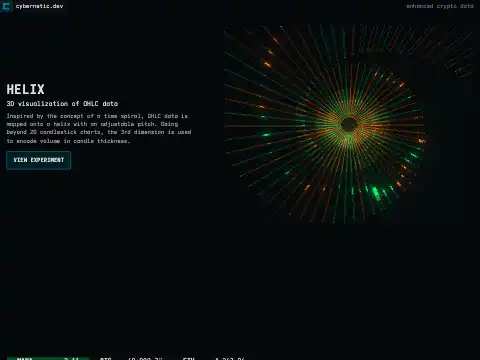 cybernetic.dev
enhanced crypto data
HELIX
3D visualization of OHLC data
Inspired by the concept of a time spiral, OHLC data is
mapped onto a helix with an adjustable pitch. Going
beyond 2D candlestick charts, the 3rd dimension is used
to encode volume in candle thickness.
VIEW EXPERIMENT